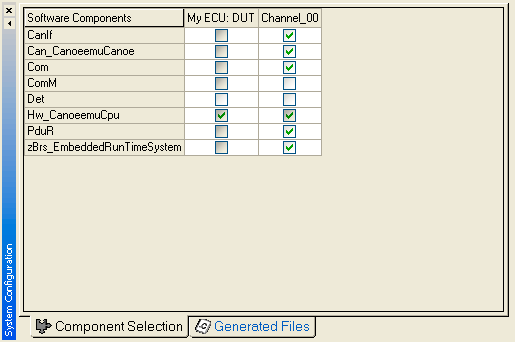 Software Components My ECU: DUT Channel_00
CanIf
Can_CanoeemuCanoe
Com
ComM
Det
Hw_CanoeemuCpu
PduR
zBrs_EmbeddedRunTimeSystem
System Configuration
Component Selection Generated Files